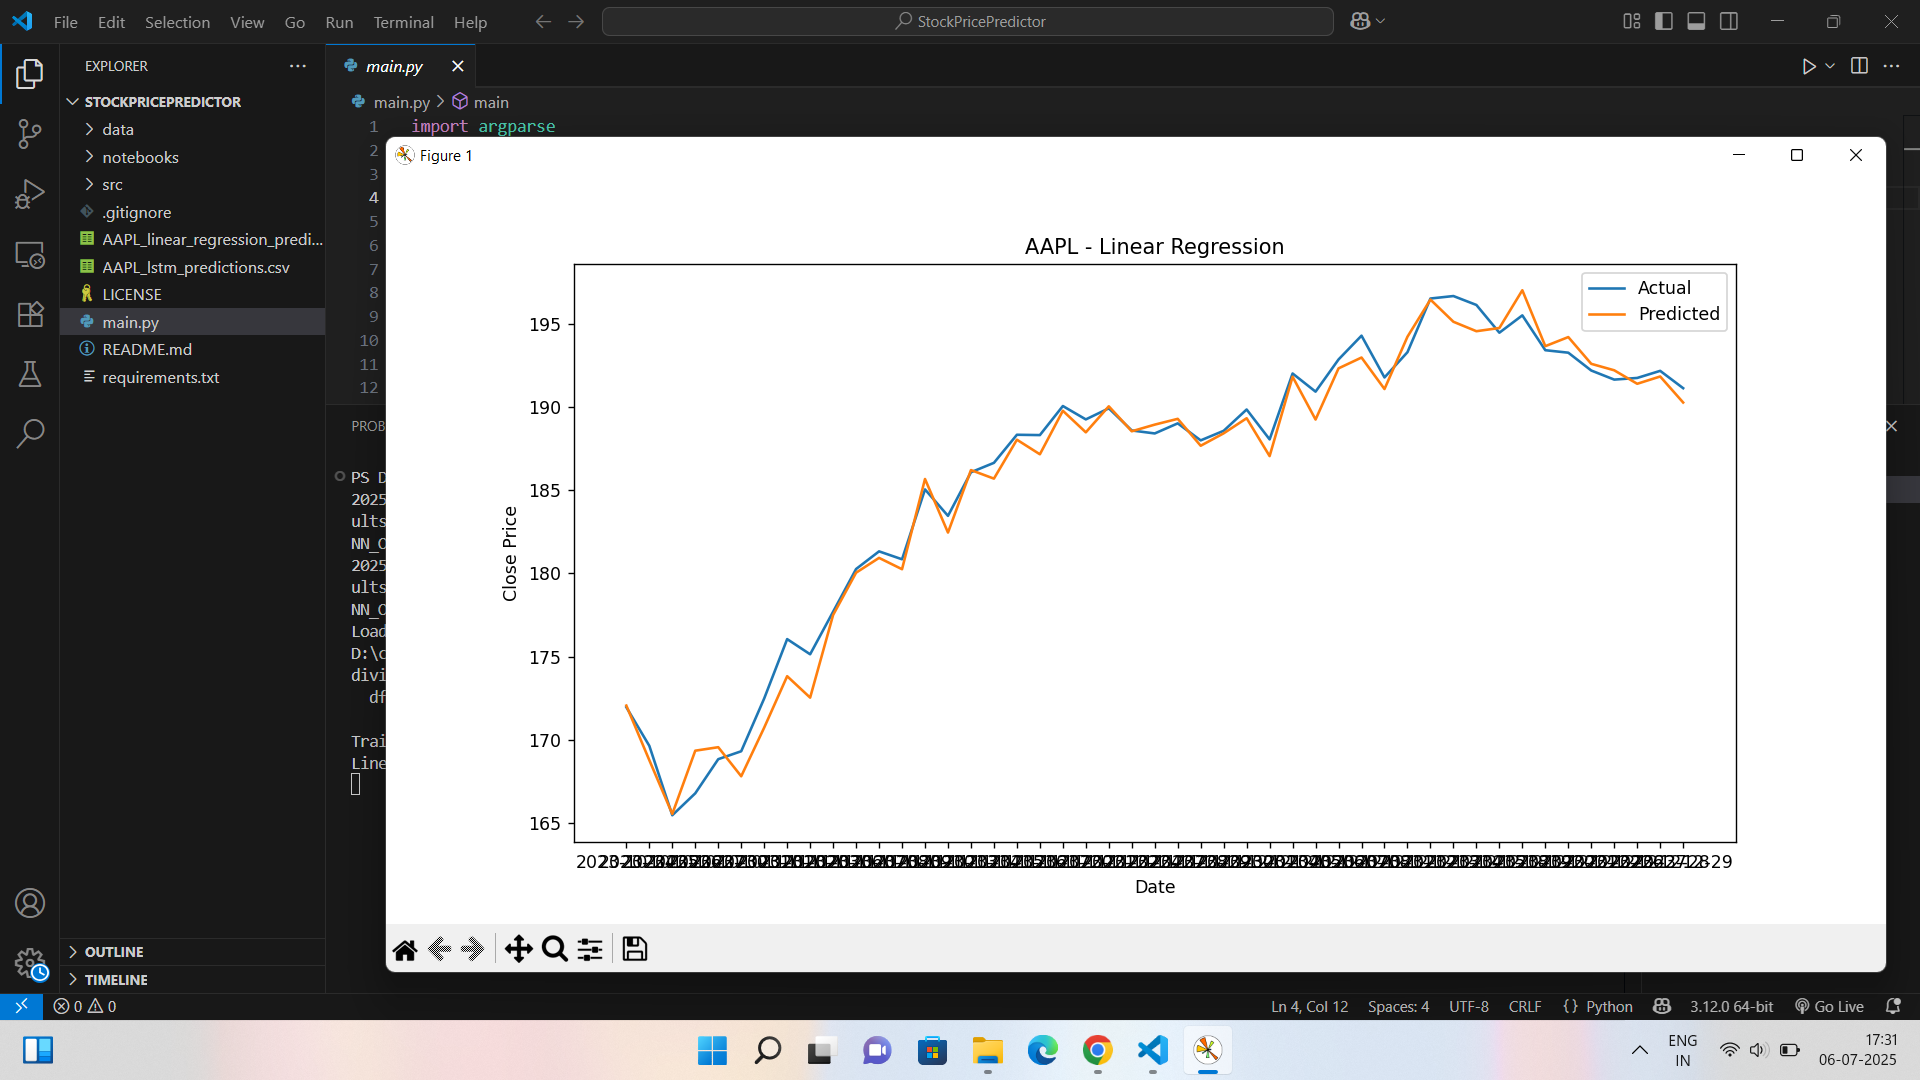 File Edit Selection View Go Run Terminal Help
StockPricePredictor
EXPLORER
STOCKPRICEPREDICTOR
data
notebooks
src
.gitignore
AAPL_linear_regression_predi...
AAPL_lstm_predictions.csv
LICENSE
main.py
README.md
requirements.txt
OUTLINE
TIMELINE
main.py
main.py > main
1 import argparse
2
3
4
5
6
7
8
9
10
11
12
PROB
PS D
2025
ults
NN_O
2025
ults
NN_O
Load
D:\c
divi
df
Trai
Line
Figure 1
AAPL - Linear Regression
Actual
Predicted
Close Price
195
190
185
180
175
170
165
Date
0 0
Ln 4, Col 12 Spaces: 4 UTF-8 CRLF {} Python 3.12.0 64-bit Go Live
ENG
IN
17:31
06-07-2025